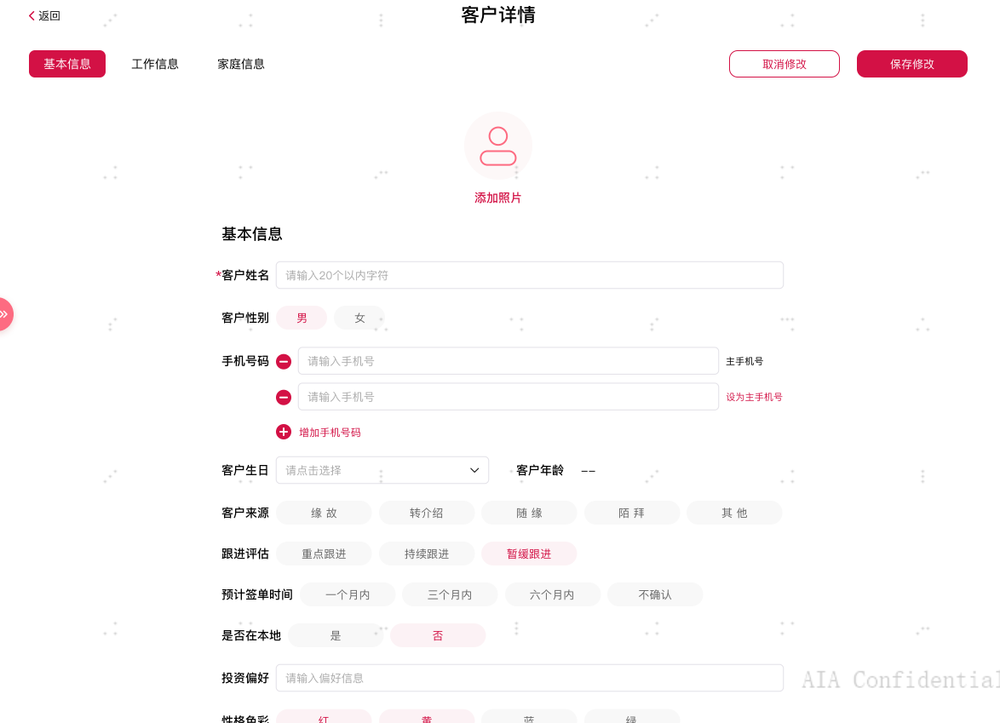 返回
客户详情
基本信息 工作信息 家庭信息 取消修改 保存修改
添加照片
基本信息
*客户姓名 请输入20个以内字符
客户性别 男 女
手机号码 请输入手机号 主手机号
请输入手机号 设为主手机号
增加手机号码
客户生日 请点击选择 客户年龄 --
客户来源 缘 故 转介绍 随 缘 陌 拜 其 他
跟进评估 重点跟进 持续跟进 暂缓跟进
预计签单时间 一个月内 三个月内 六个月内 不确认
是否在本地 是 否
投资偏好 请输入偏好信息
AIA Confidential
性格色彩 红 黄 蓝 绿